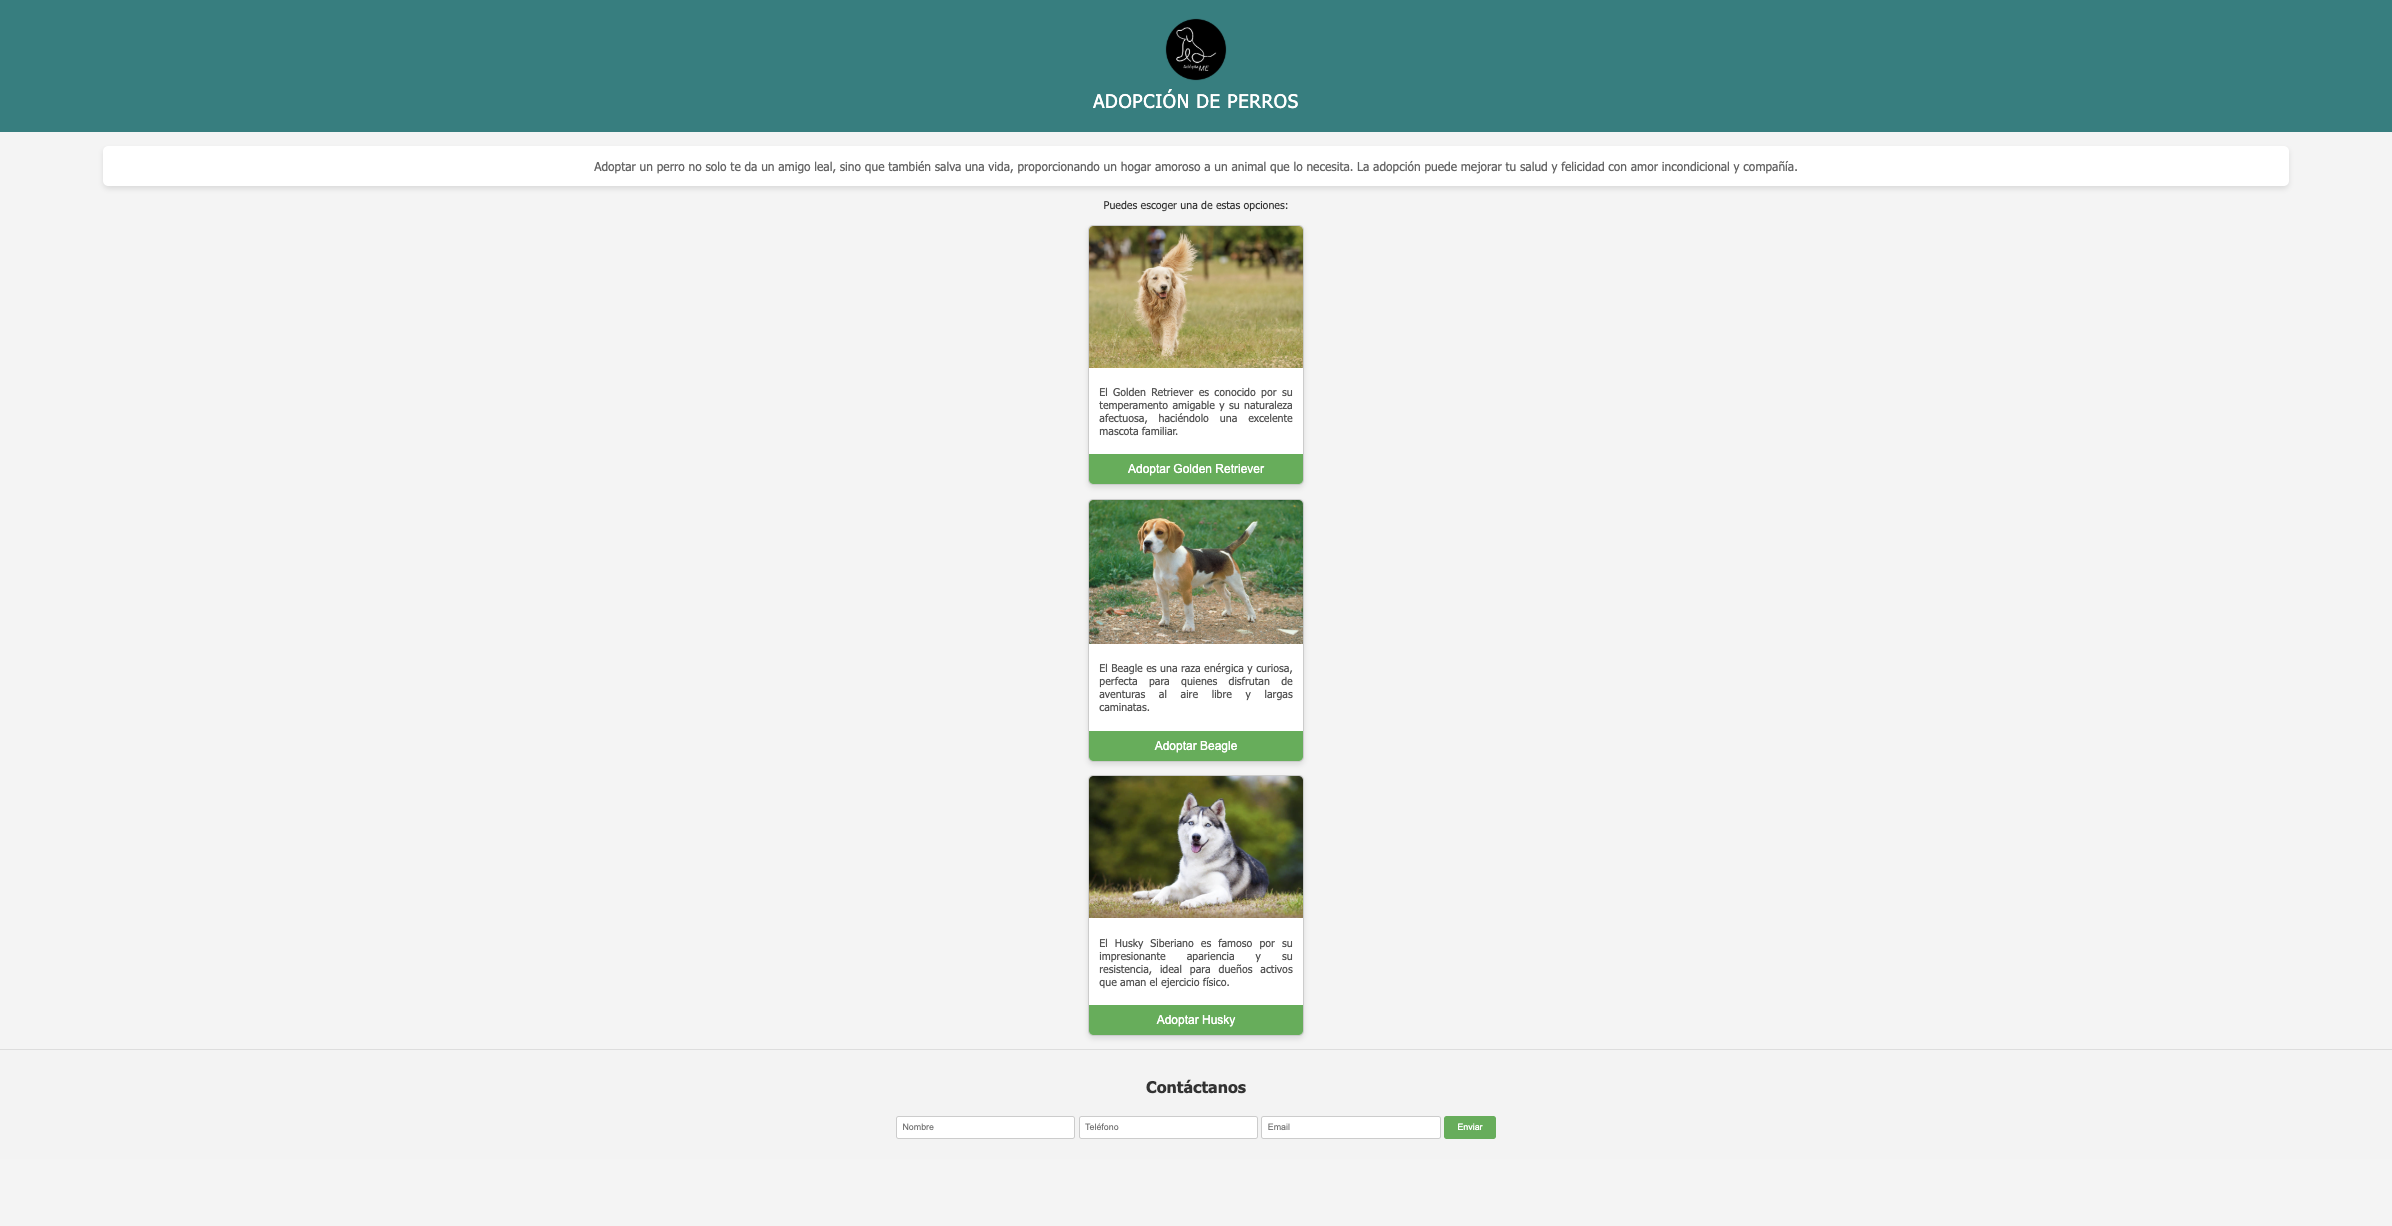 ME
ADOPCIÓN DE PERROS
Adoptar un perro no solo te da un amigo leal, sino que también salva una vida, proporcionando un hogar amoroso a un animal que lo necesita. La adopción puede mejorar tu salud y felicidad con amor incondicional y compañía.
Puedes escoger una de estas opciones:
El Golden Retriever es conocido por su
temperamento amigable y su naturaleza
afectuosa, haciéndolo una excelente
mascota familiar.
Adoptar Golden Retriever
El Beagle es una raza enérgica y curiosa,
perfecta para quienes disfrutan de
aventuras al aire libre y largas
caminatas.
Adoptar Beagle
El Husky Siberiano es famoso por su
impresionante apariencia y su
resistencia, ideal para dueños activos
que aman el ejercicio físico.
Adoptar Husky
Contáctanos
Nombre Teléfono Email Enviar